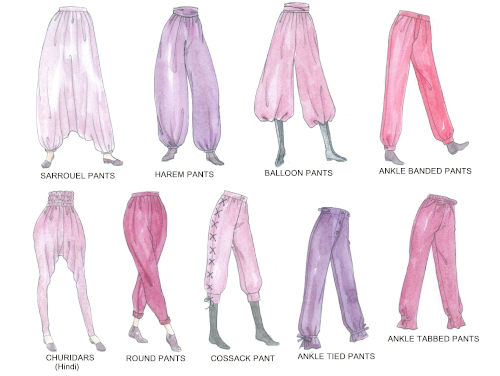 SARROUEL PANTS
HAREM PANTS
BALLOON PANTS
ANKLE BANDED PANTS
CHURIDARS
(Hindi)
ROUND PANTS
COSSACK PANT
ANKLE TIED PANTS
ANKLE TABBED PANTS